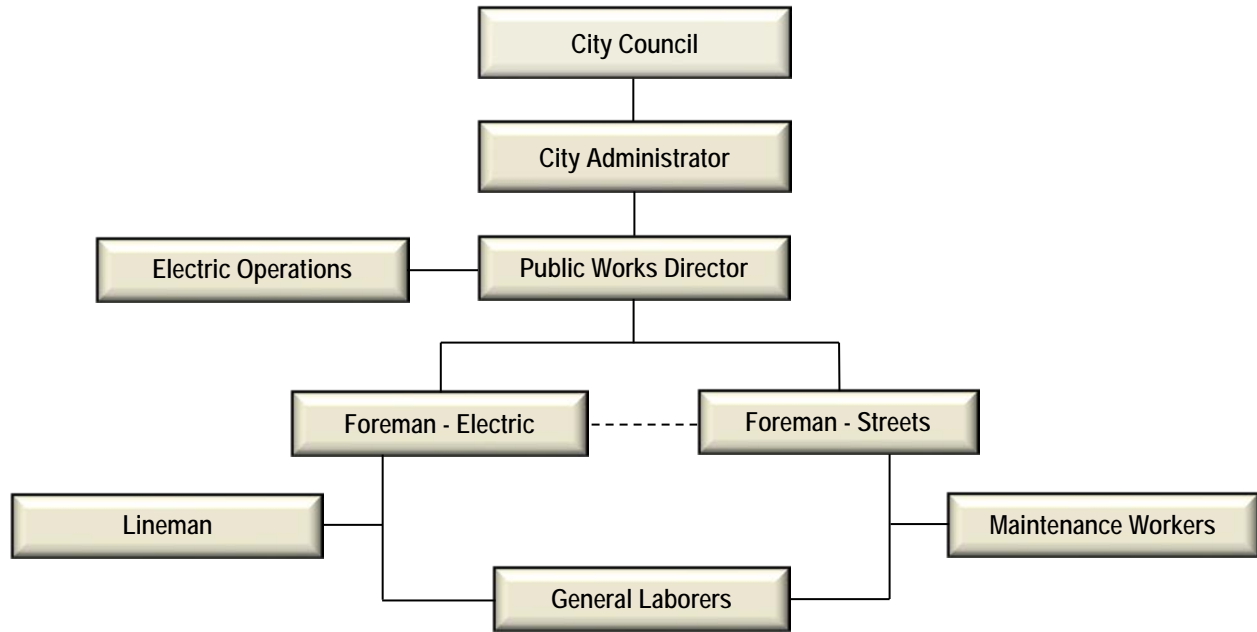 City Council
City Administrator
Electric Operations
Public Works Director
Foreman - Electric
Foreman - Streets
Lineman
Maintenance Workers
General Laborers